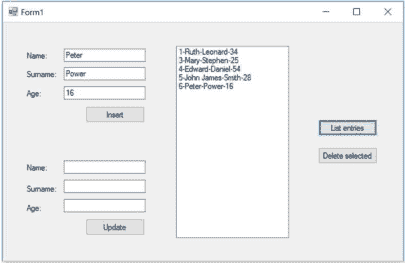 Form1
Name: Peter
Surname: Power
Age: 16
Insert
1-Ruth-Leonard-34
3-Mary-Stephen-25
4-Edward-Daniel-54
5-John James-Smith-28
6-Peter-Power-16
List entries
Delete selected
Name:
Surname:
Age:
Update